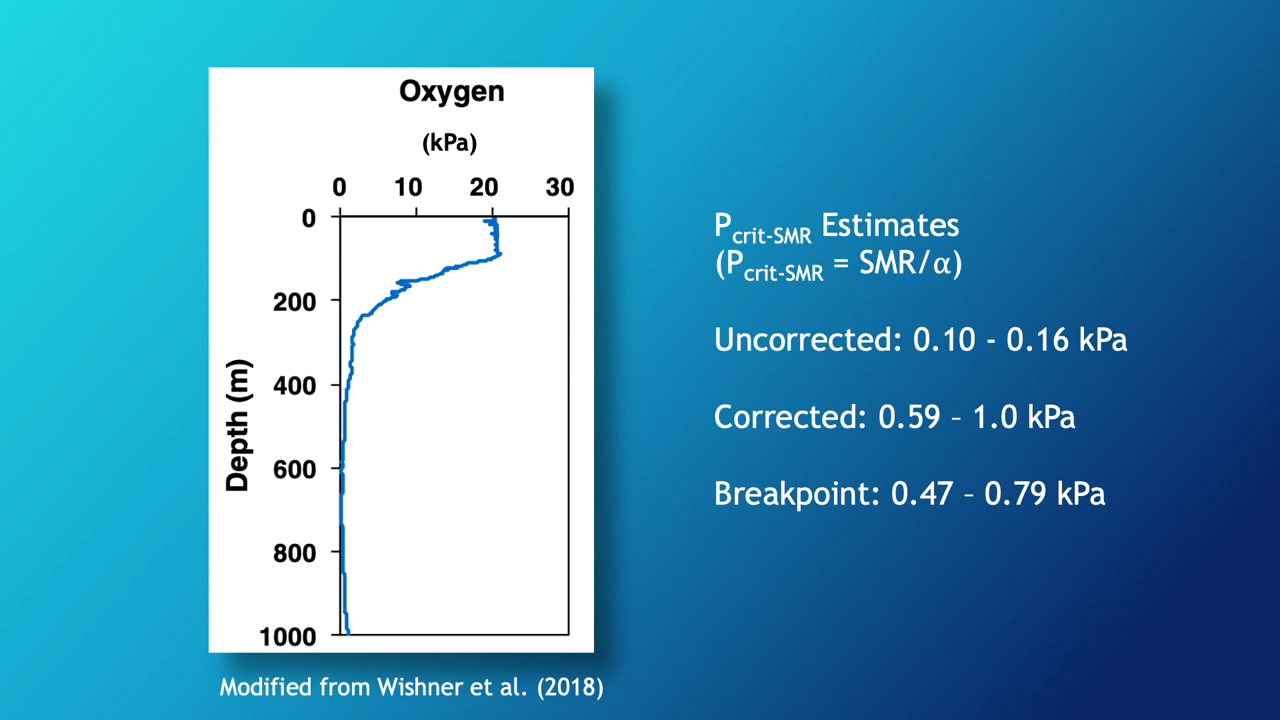 Oxygen
(kPa)
0 10 20 30
0
200
400
600
800
1000
Depth (m)
Modified from Wishner et al. (2018)
Pcrit-SMR Estimates
(Pcrit-SMR = SMR/α)
Uncorrected: 0.10 - 0.16 kPa
Corrected: 0.59 – 1.0 kPa
Breakpoint: 0.47 – 0.79 kPa